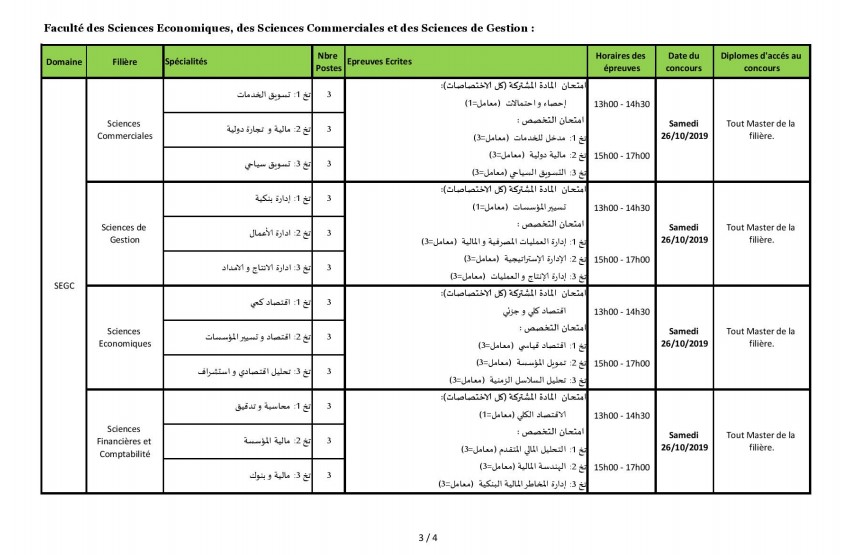 Faculté des Sciences Economiques, des Sciences Commerciales et des Sciences de Gestion :
Domaine
Filière
Spécialités
Nbre Postes
Epreuves Ecrites
Horaires des épreuves
Date du concours
Diplomes d'accés au concours
SEGC
Sciences Commerciales
تخ 1: تسويق الخدمات
3
تخ 2: مالية و تجارة دولية
3
تخ 3: تسويق سياحي
3
امتحان المادة المشتركة (كل الاختصاصات):
إحصاء و احتمالات (معامل=1)
امتحان التخصص :
تخ 1: مدخل للخدمات (معامل=3)
تخ 2: مالية دولية (معامل=3)
تخ 3: التسويق السياحي (معامل=3)
13h00 - 14h30
15h00 - 17h00
Samedi
26/10/2019
Tout Master de la
filière.
Sciences de
Gestion
تخ 1: إدارة بنكية
3
تخ 2: ادارة الأعمال
3
تخ 3: ادارة الانتاج و الامداد
3
امتحان المادة المشتركة (كل الاختصاصات):
تسيير المؤسسات (معامل=1)
امتحان التخصص :
تخ 1: إدارة العمليات المصرفية و المالية (معامل=3)
تخ 2: الإدارة الإستراتيجية (معامل=3)
تخ 3: إدارة الإنتاج و العمليات (معامل=3)
13h00 - 14h30
15h00 - 17h00
Samedi
26/10/2019
Tout Master de la
filière.
Sciences
Economiques
تخ 1: اقتصاد كمي
3
تخ 2: اقتصاد و تسيير المؤسسات
3
تخ 3: تحليل اقتصادي و استشراف
3
امتحان المادة المشتركة (كل الاختصاصات):
اقتصاد كلي و جزئي
امتحان التخصص :
تخ 1: اقتصاد قياسي (معامل=3)
تخ 2: تمويل المؤسسة (معامل=3)
تخ 3: تحليل السلاسل الزمنية (معامل=3)
13h00 - 14h30
15h00 - 17h00
Samedi
26/10/2019
Tout Master de la
filière.
Sciences
Financières et
Comptabilité
تخ 1: محاسبة و تدقيق
3
تخ 2: مالية المؤسسة
3
تخ 3: مالية و بنوك
3
امتحان المادة المشتركة (كل الاختصاصات):
الاقتصاد الكلي (معامل=1)
امتحان التخصص :
تخ 1: التحليل المالي المتقدم (معامل=3)
تخ 2: الهندسة المالية (معامل=3)
تخ 3: إدارة المخاطر المالية البنكية (معامل=3)
13h00 - 14h30
15h00 - 17h00
Samedi
26/10/2019
Tout Master de la
filière.
3 / 4